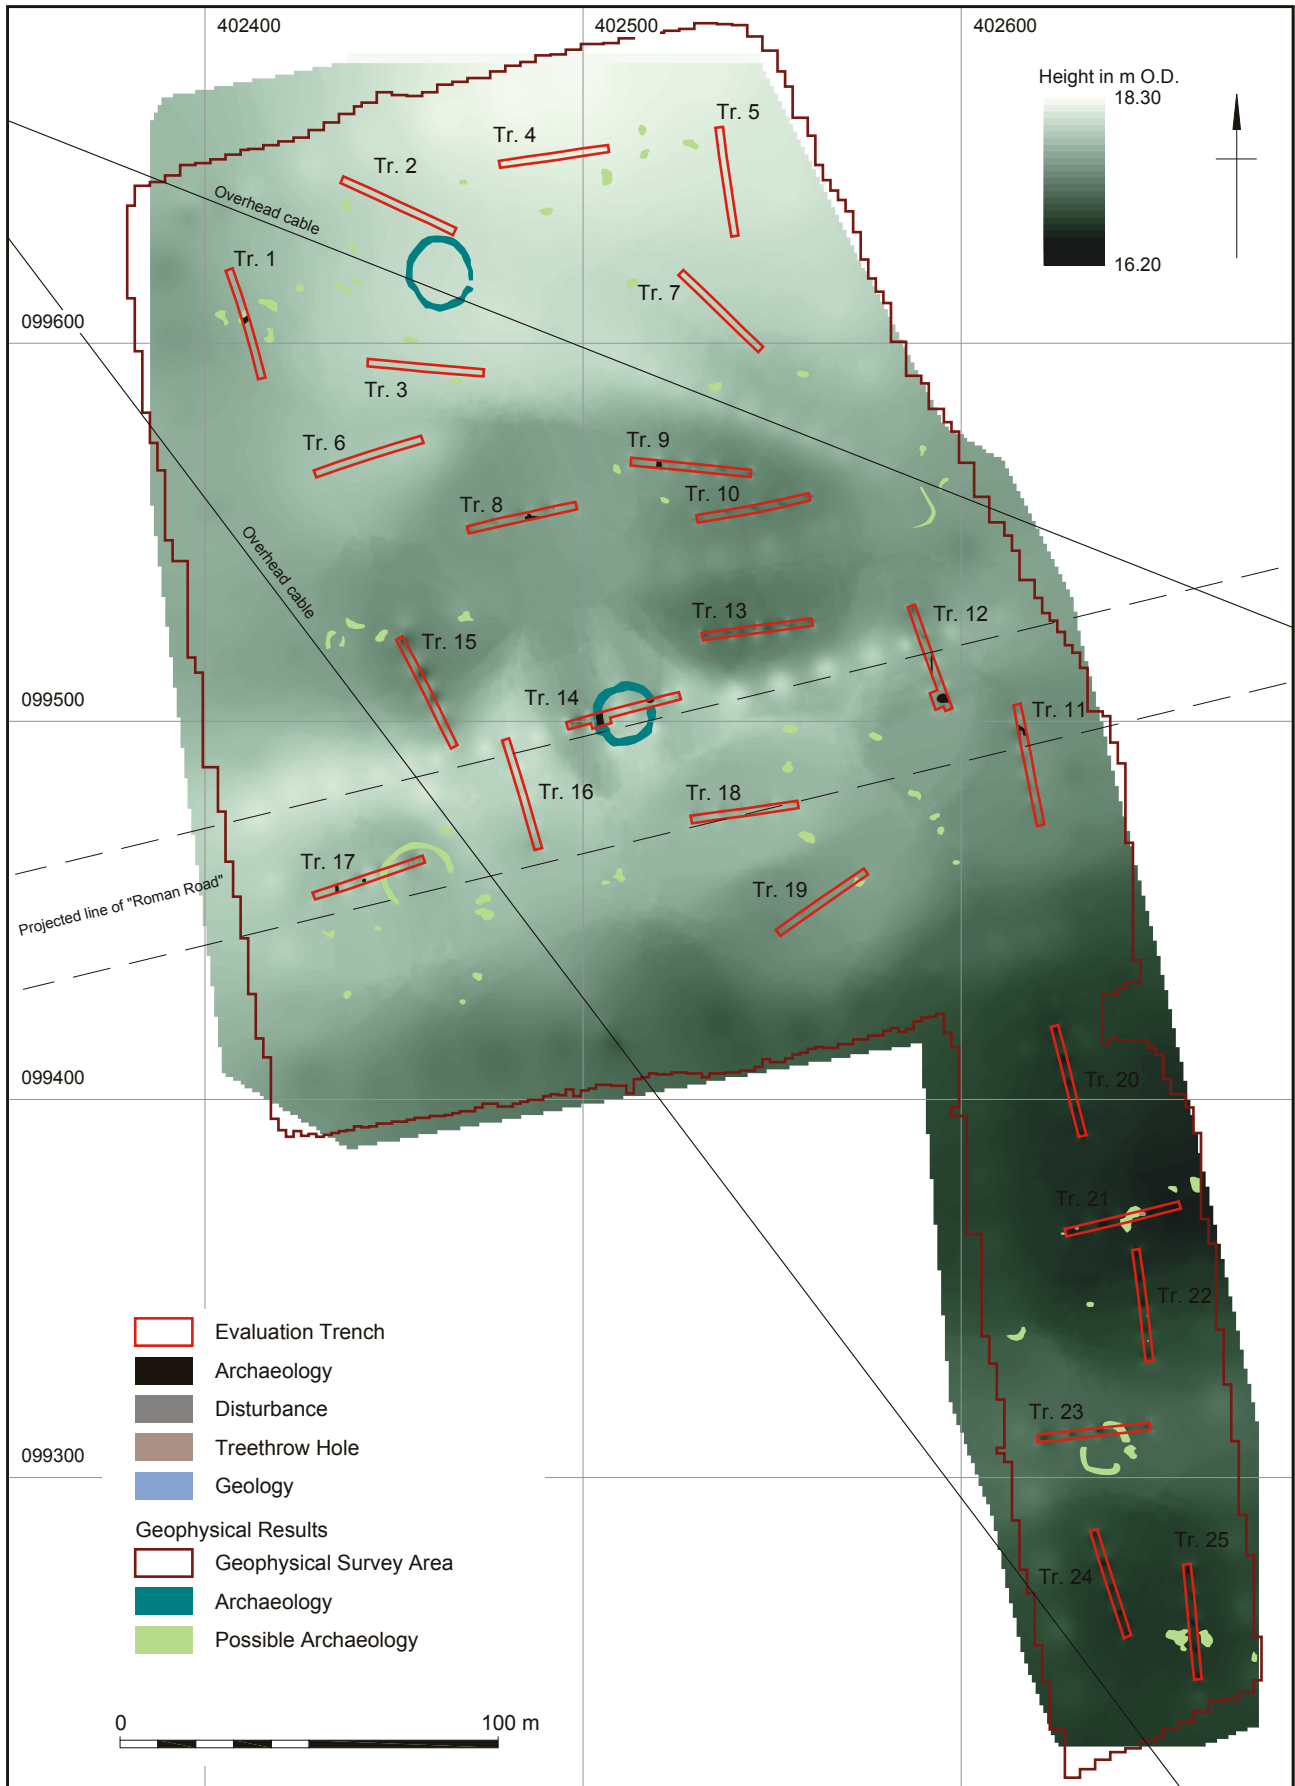 402400
402500
402600
Height in m O.D.
18.30
16.20
Tr. 5
Tr. 4
Tr. 2
Overhead cable
Tr. 1
Tr. 7
099600
Tr. 3
Tr. 6
Tr. 9
Tr. 10
Tr. 8
Overhead cable
Tr. 13
Tr. 12
Tr. 15
Tr. 14
099500
Tr. 11
Tr. 16
Tr. 18
Tr. 17
Tr. 19
Projected line of "Roman Road"
099400
Tr. 20
Tr. 21
Tr. 22
Evaluation Trench
Archaeology
Disturbance
Tr. 23
Treethrow Hole
099300
Geology
Geophysical Results
Tr. 25
Geophysical Survey Area
Tr. 24
Archaeology
Possible Archaeology
0
100 m